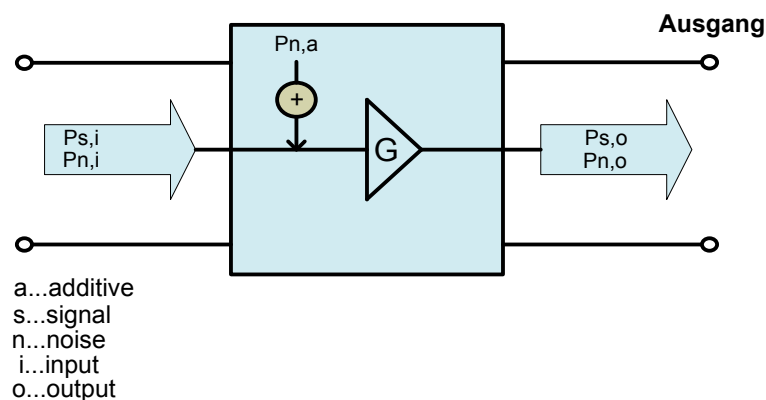 Ausgang
Pn,a
+
Ps,i
Pn,i
G
Ps,o
Pn,o
a...additive
s...signal
n...noise
i...input
o...output